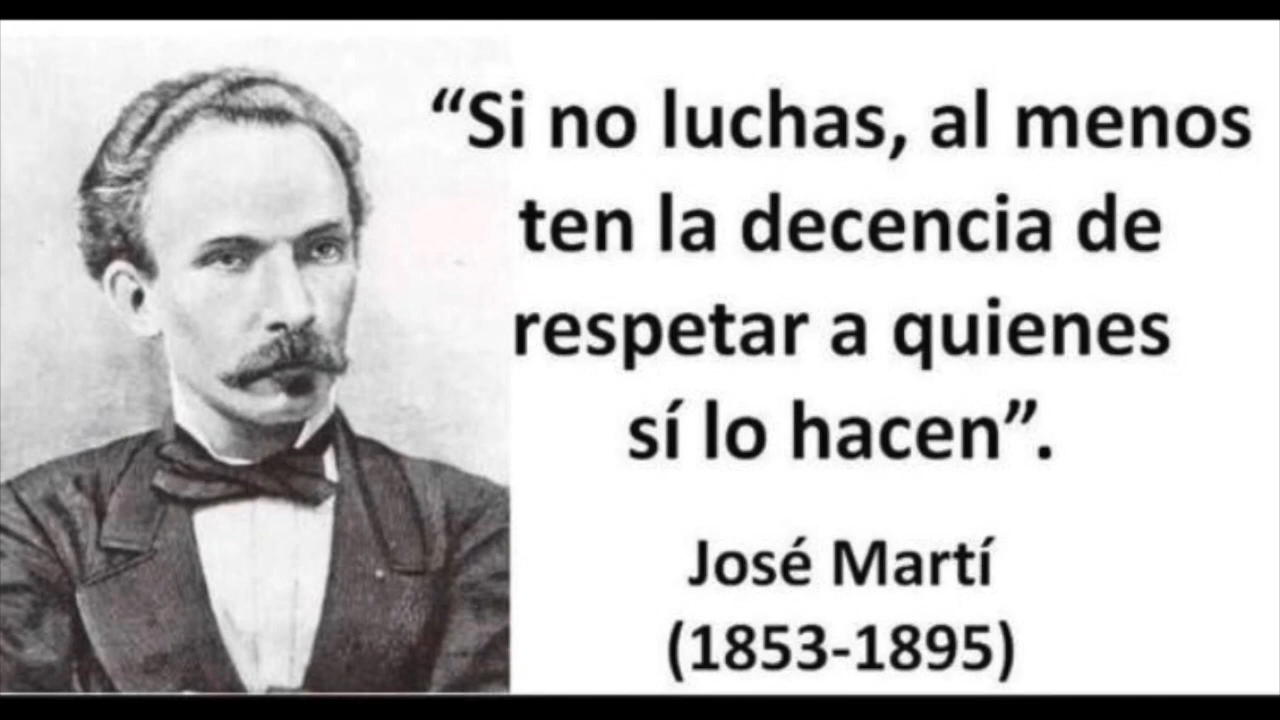 “Si no luchas, al menos
ten la decencia de
respetar a quienes
sí lo hacen”.
José Martí
(1853-1895)